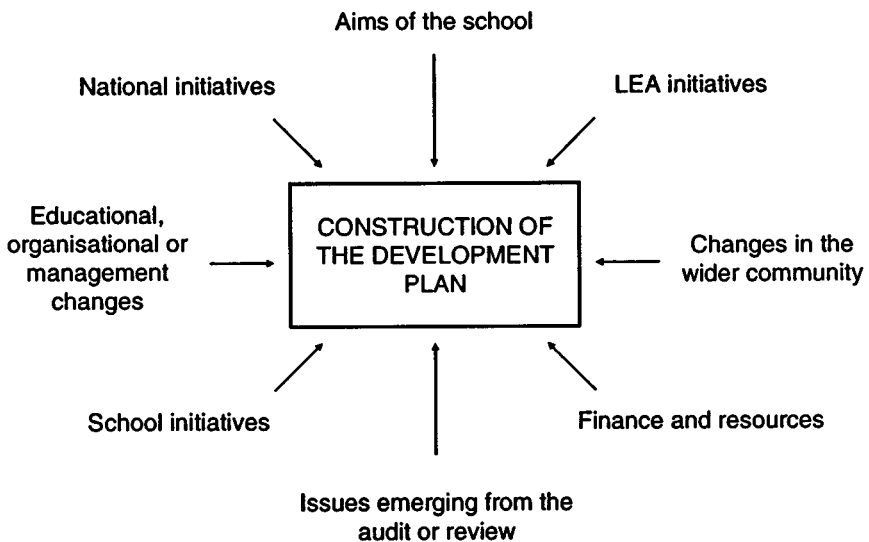 Aims of the school
National initiatives
LEA initiatives
Educational,
organisational or
management
changes
CONSTRUCTION OF
THE DEVELOPMENT
PLAN
Changes in the
wider community
School initiatives
Finance and resources
Issues emerging from the
audit or review